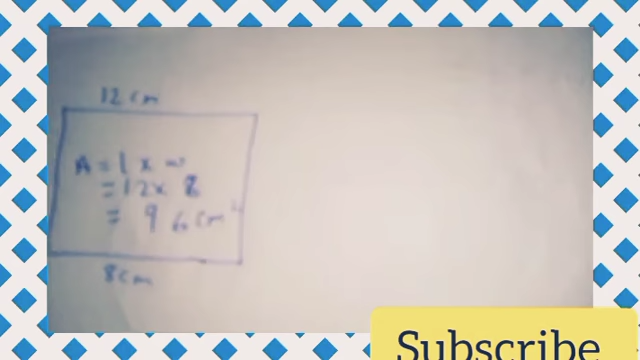 12 cm
A = l x w
= 12 x 8
= 96 cm²
8 cm
Subscribe